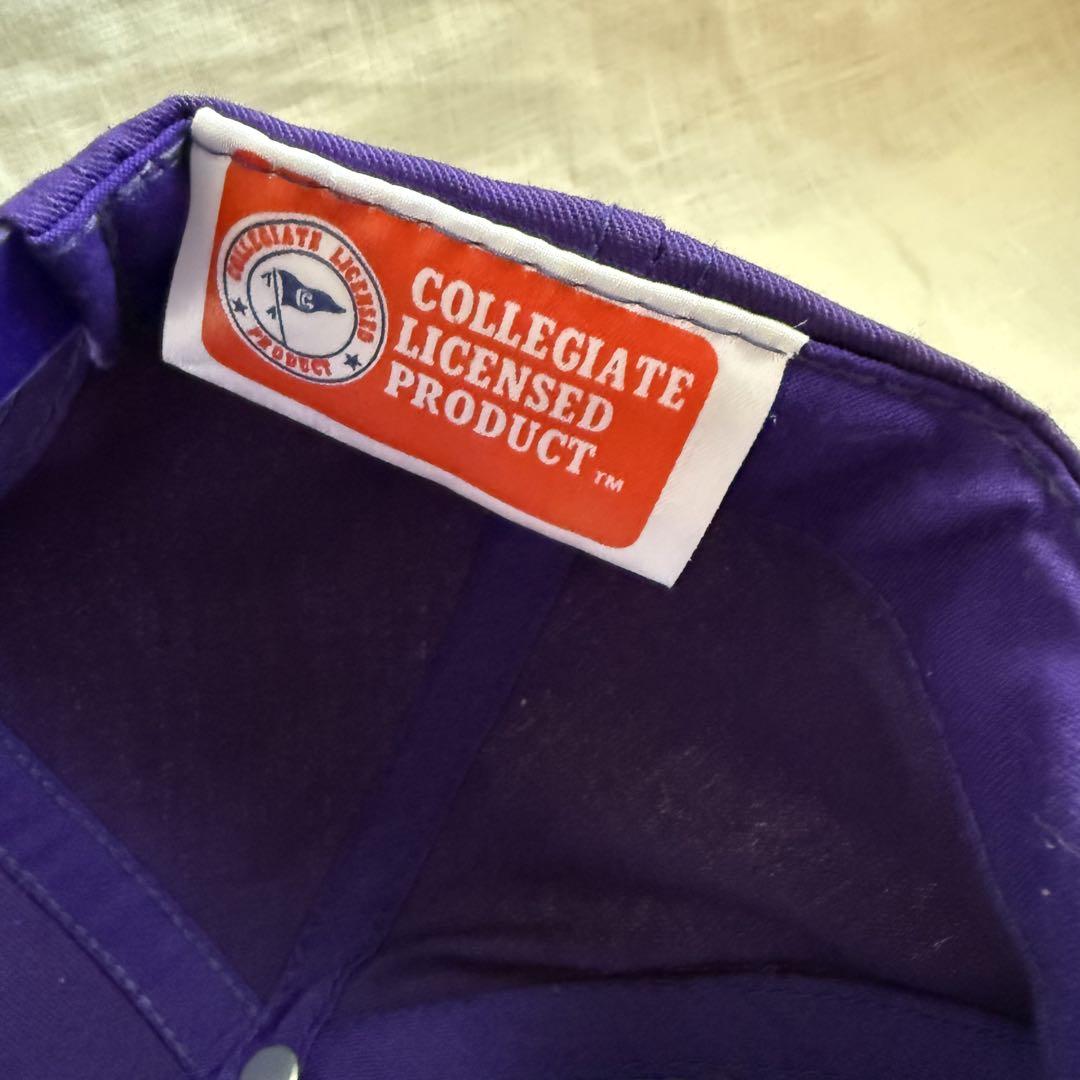 COLLEGIATE LICENSED
PRODUCT
C
COLLEGIATE
LICENSED
PRODUCT™